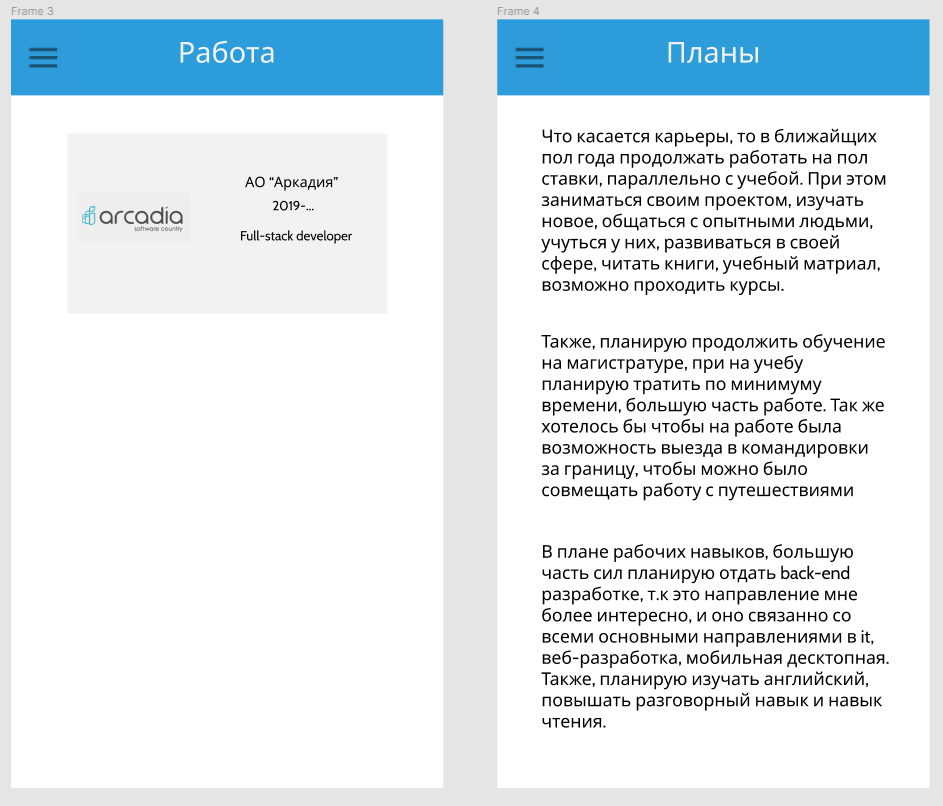 Frame 3
Работа
arcadia
software country
АО “Аркадия”
2019-...
Full-stack developer
Frame 4
Планы
Что касается карьеры, то в ближайщих
пол года продолжать работать на пол
ставки, параллельно с учебой. При этом
заниматься своим проектом, изучать
новое, общаться с опытными людьми,
учуться у них, развиваться в своей
сфере, читать книги, учебный матриал,
возможно проходить курсы.
Также, планирую продолжить обучение
на магистратуре, при на учебу
планирую тратить по минимуму
времени, большую часть работе. Так же
хотелось бы чтобы на работе была
возможность выезда в командировки
за границу, чтобы можно было
совмещать работу с путешествиями
В плане рабочих навыков, большую
часть сил планирую отдать back-end
разработке, т.к это направление мне
более интересно, и оно связанно со
всеми основными направлениями в it,
веб-разработка, мобильная десктопная.
Также, планирую изучать английский,
повышать разговорный навык и навык
чтения.